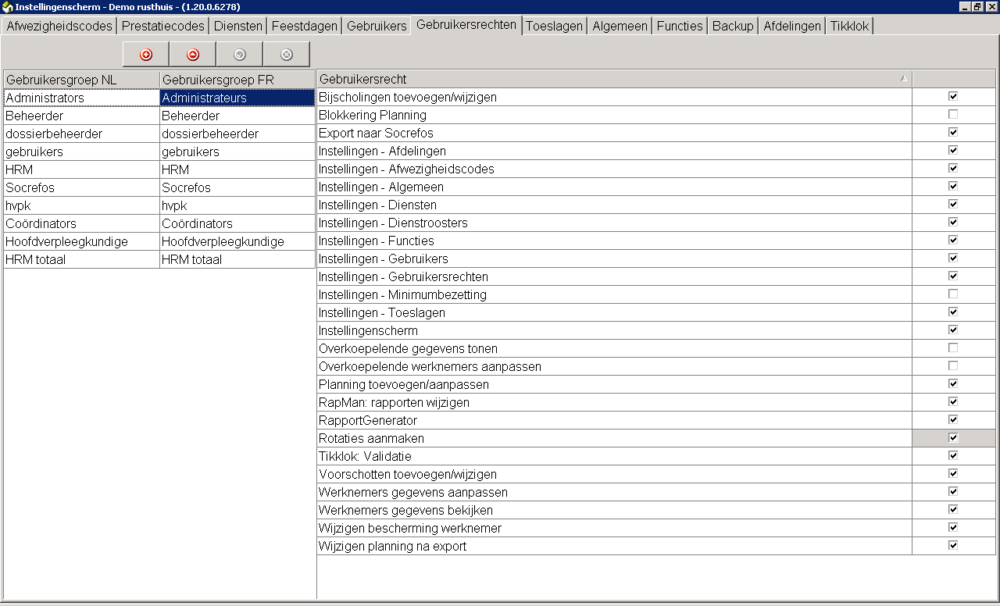 Instellingenscherm - Demo rusthuis - (1.20.0.6278)
Afwezigheidscodes Prestatiecodes Diensten Feestdagen Gebruikers Gebruikersrechten Toeslagen Algemeen Functies Backup Afdelingen Tikklok
Gebruikersgroep NL Gebruikersgroep FR Gebruikersrecht
Administrators Administrateurs
Beheerder Beheerder
dossierbeheerder dossierbeheerder
gebruikers gebruikers
HRM HRM
Socrefos Socrefos
hvpk hvpk
Coördinators Coördinators
Hoofdverpleegkundige Hoofdverpleegkundige
HRM totaal HRM totaal
Bijscholingen toevoegen/wijzigen
Blokkering Planning
Export naar Socrefos
Instellingen - Afdelingen
Instellingen - Afwezigheidscodes
Instellingen - Algemeen
Instellingen - Diensten
Instellingen - Dienstroosters
Instellingen - Functies
Instellingen - Gebruikers
Instellingen - Gebruikersrechten
Instellingen - Minimumbezetting
Instellingen - Toeslagen
Instellingenscherm
Overkoepelende gegevens tonen
Overkoepelende werknemers aanpassen
Planning toevoegen/aanpassen
RapMan: rapporten wijzigen
RapportGenerator
Rotaties aanmaken
Tikklok: Validatie
Voorschotten toevoegen/wijzigen
Werknemers gegevens aanpassen
Werknemers gegevens bekijken
Wijzigen bescherming werknemer
Wijzigen planning na export